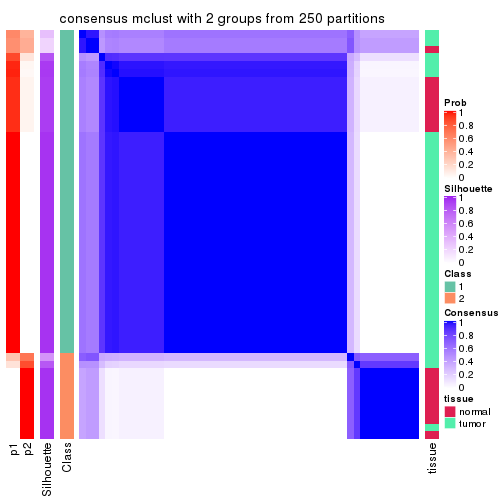 consensus mclust with 2 groups from 250 partitions
Prob
1
0.8
0.6
0.4
0.2
0
Silhouette
1
0.8
0.6
0.4
0.2
0
Class
1
2
Consensus
1
0.8
0.6
0.4
0.2
0
tissue
normal
tumor
p1
p2
Silhouette
Class
tissue